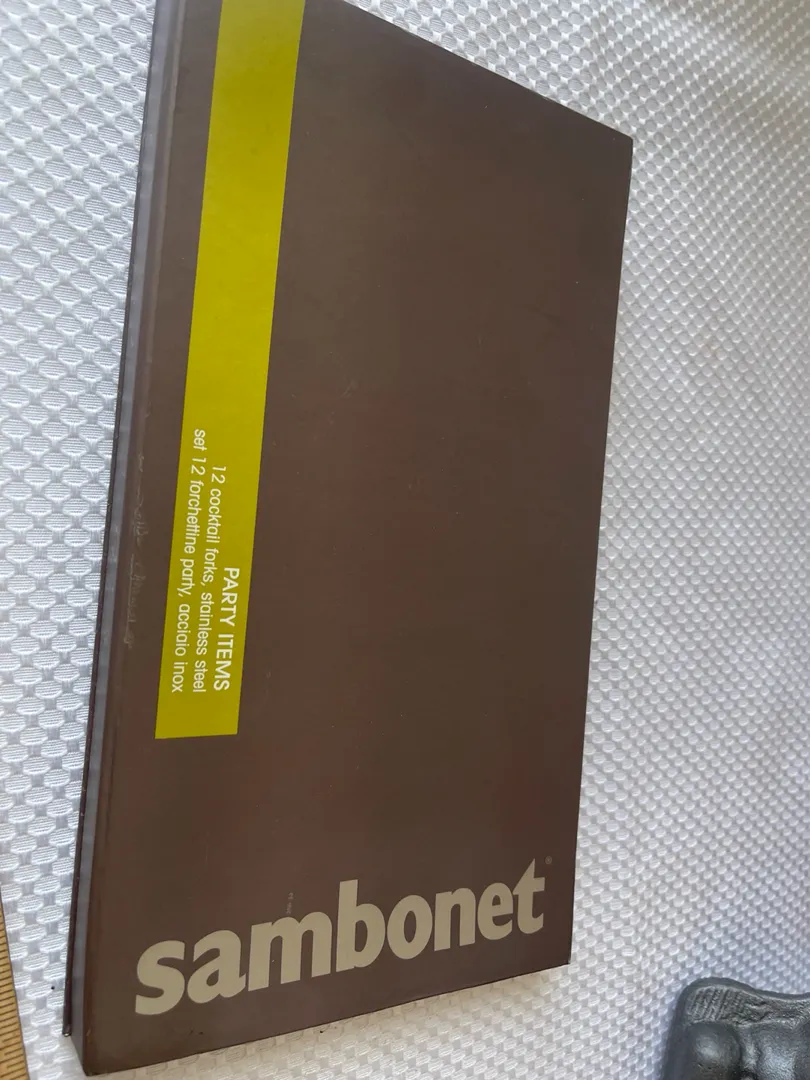 PARTY ITEMS
12 cocktail forks, stainless steel
set 12 forchettine party, acciaio inox
sambonet®